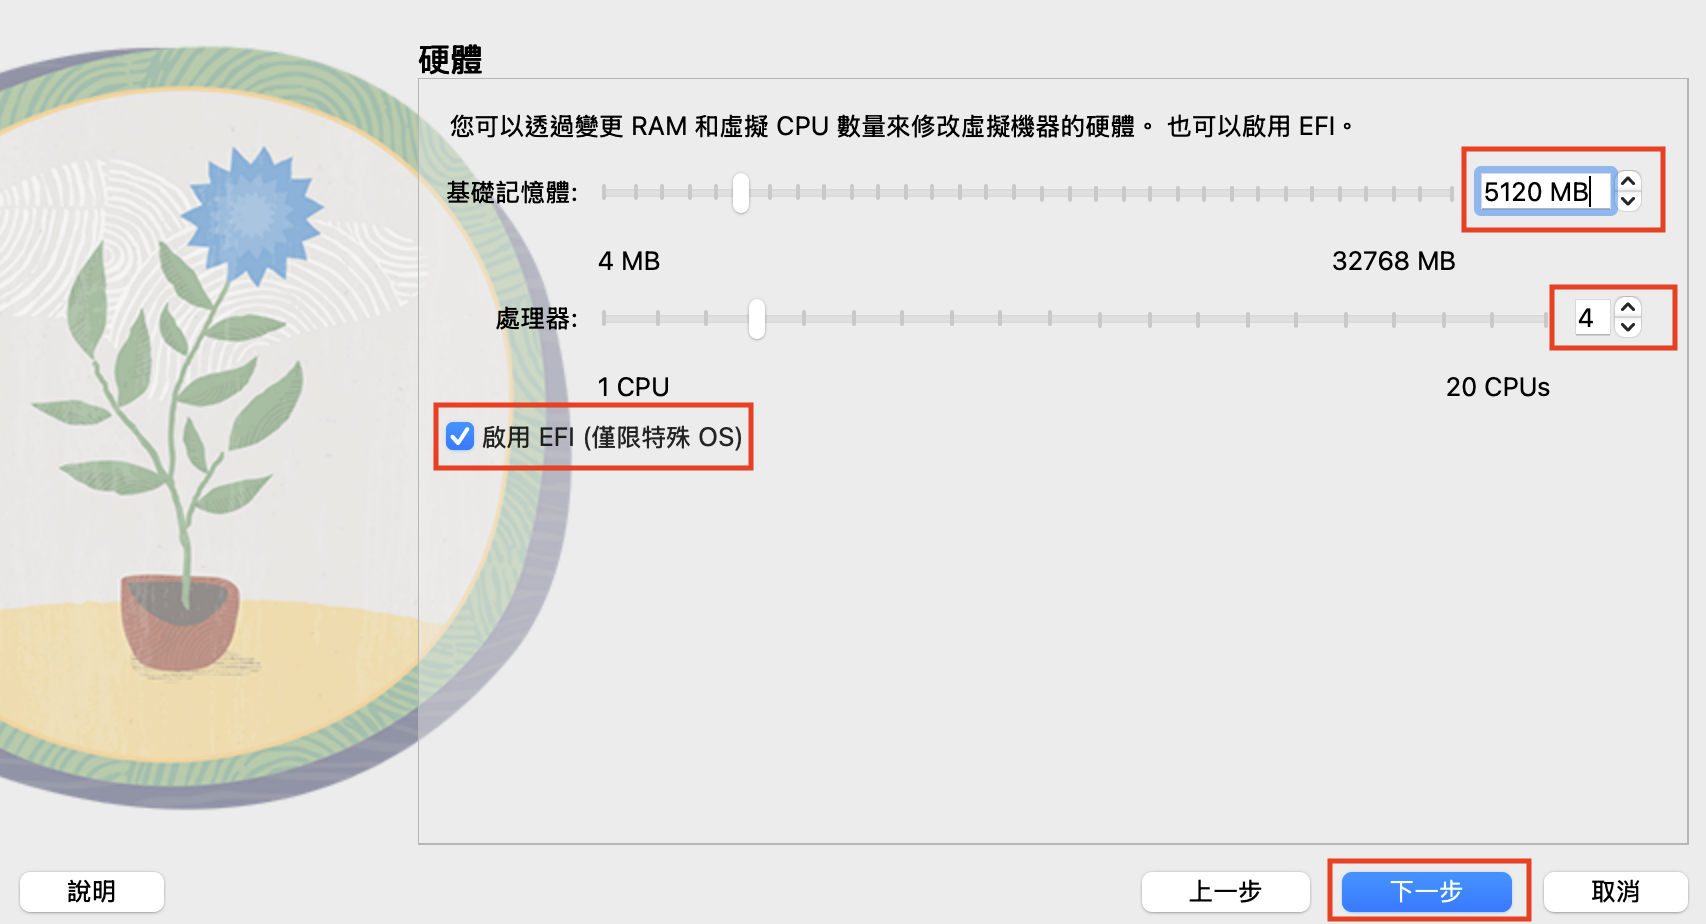 硬體
您可以透過變更 RAM 和虛擬 CPU 數量來修改虛擬機器的硬體。 也可以啟用 EFI。
基礎記憶體: 5120 MB
4 MB 32768 MB
處理器: 4
1 CPU 20 CPUs
啟用 EFI (僅限特殊 OS)
說明 上一步 下一步 取消